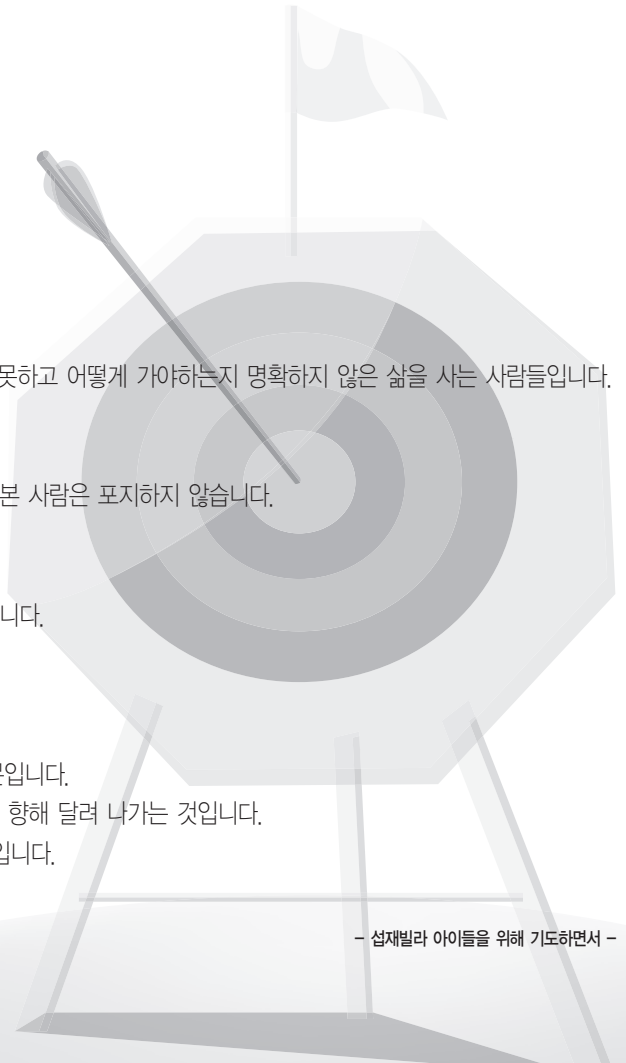 못하고 어떻게 가야하는지 명확하지 않은 삶을 사는 사람들입니다.
본 사람은 포지하지 않습니다.
니다.
문입니다.
향해 달려 나가는 것입니다.
입니다.
- 섭재빌라 아이들을 위해 기도하면서 -